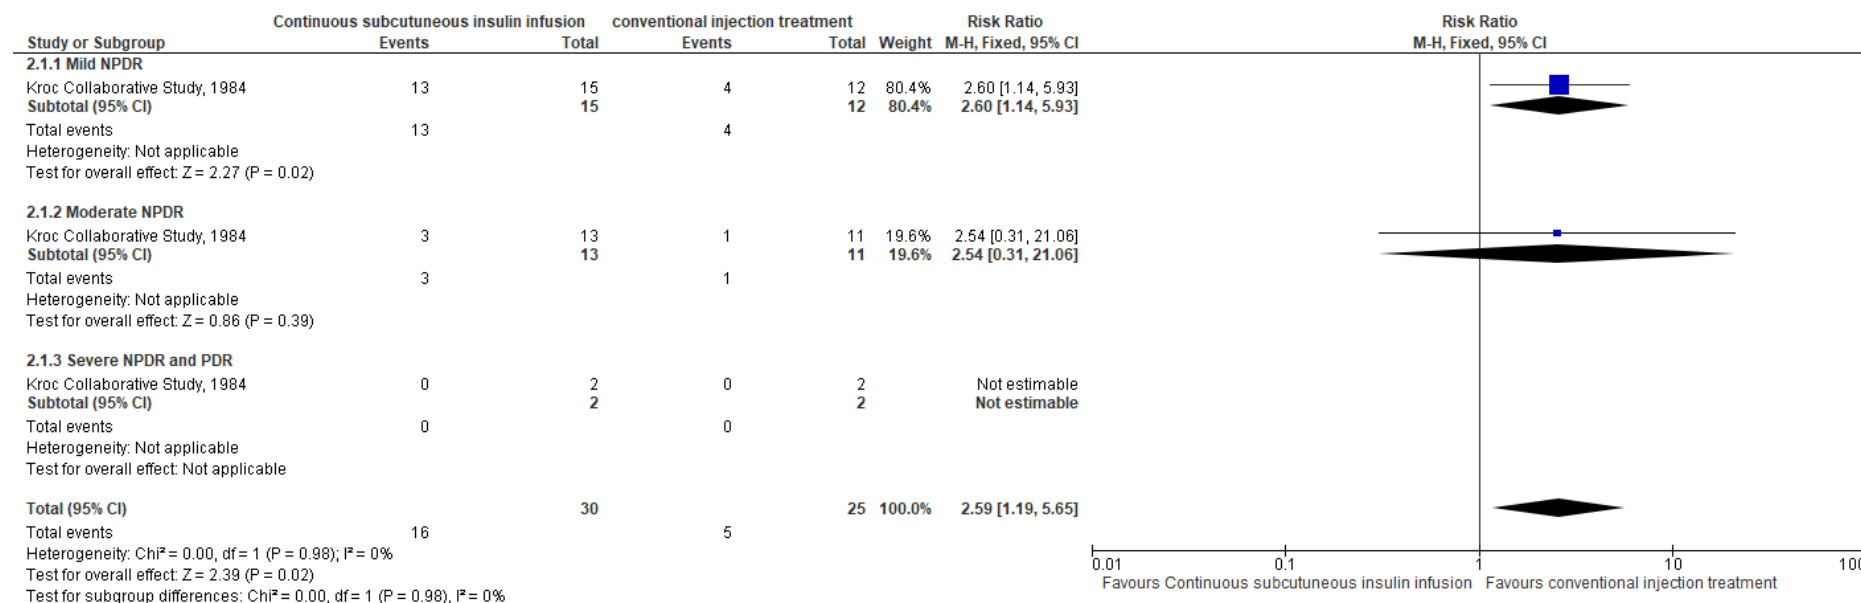 Continuous subcutuneous insulin infusion conventional injection treatment Risk Ratio Risk Ratio
Study or Subgroup Events Total Events Total Weight M-H, Fixed, 95% CI M-H, Fixed, 95% CI
2.1.1 Mild NPDR
Kroc Collaborative Study, 1984 13 15 4 12 80.4% 2.60 [1.14, 5.93]
Subtotal (95% CI) 15 12 80.4% 2.60 [1.14, 5.93]
Total events 13 4
Heterogeneity: Not applicable
Test for overall effect: Z = 2.27 (P = 0.02)
2.1.2 Moderate NPDR
Kroc Collaborative Study, 1984 3 13 1 11 19.6% 2.54 [0.31, 21.06]
Subtotal (95% CI) 13 11 19.6% 2.54 [0.31, 21.06]
Total events 3 1
Heterogeneity: Not applicable
Test for overall effect: Z = 0.86 (P = 0.39)
2.1.3 Severe NPDR and PDR
Kroc Collaborative Study, 1984 0 2 0 2 Not estimable
Subtotal (95% CI) 2 2 Not estimable
Total events 0 0
Heterogeneity: Not applicable
Test for overall effect: Not applicable
Total (95% CI) 30 25 100.0% 2.59 [1.19, 5.65]
Total events 16 5
Heterogeneity: Chi² = 0.00, df = 1 (P = 0.98); I² = 0%
Test for overall effect: Z = 2.39 (P = 0.02)
Test for subgroup differences: Chi² = 0.00, df = 1 (P = 0.98), I² = 0%
0.01 0.1 1 10 100
Favours Continuous subcutuneous insulin infusion Favours conventional injection treatment